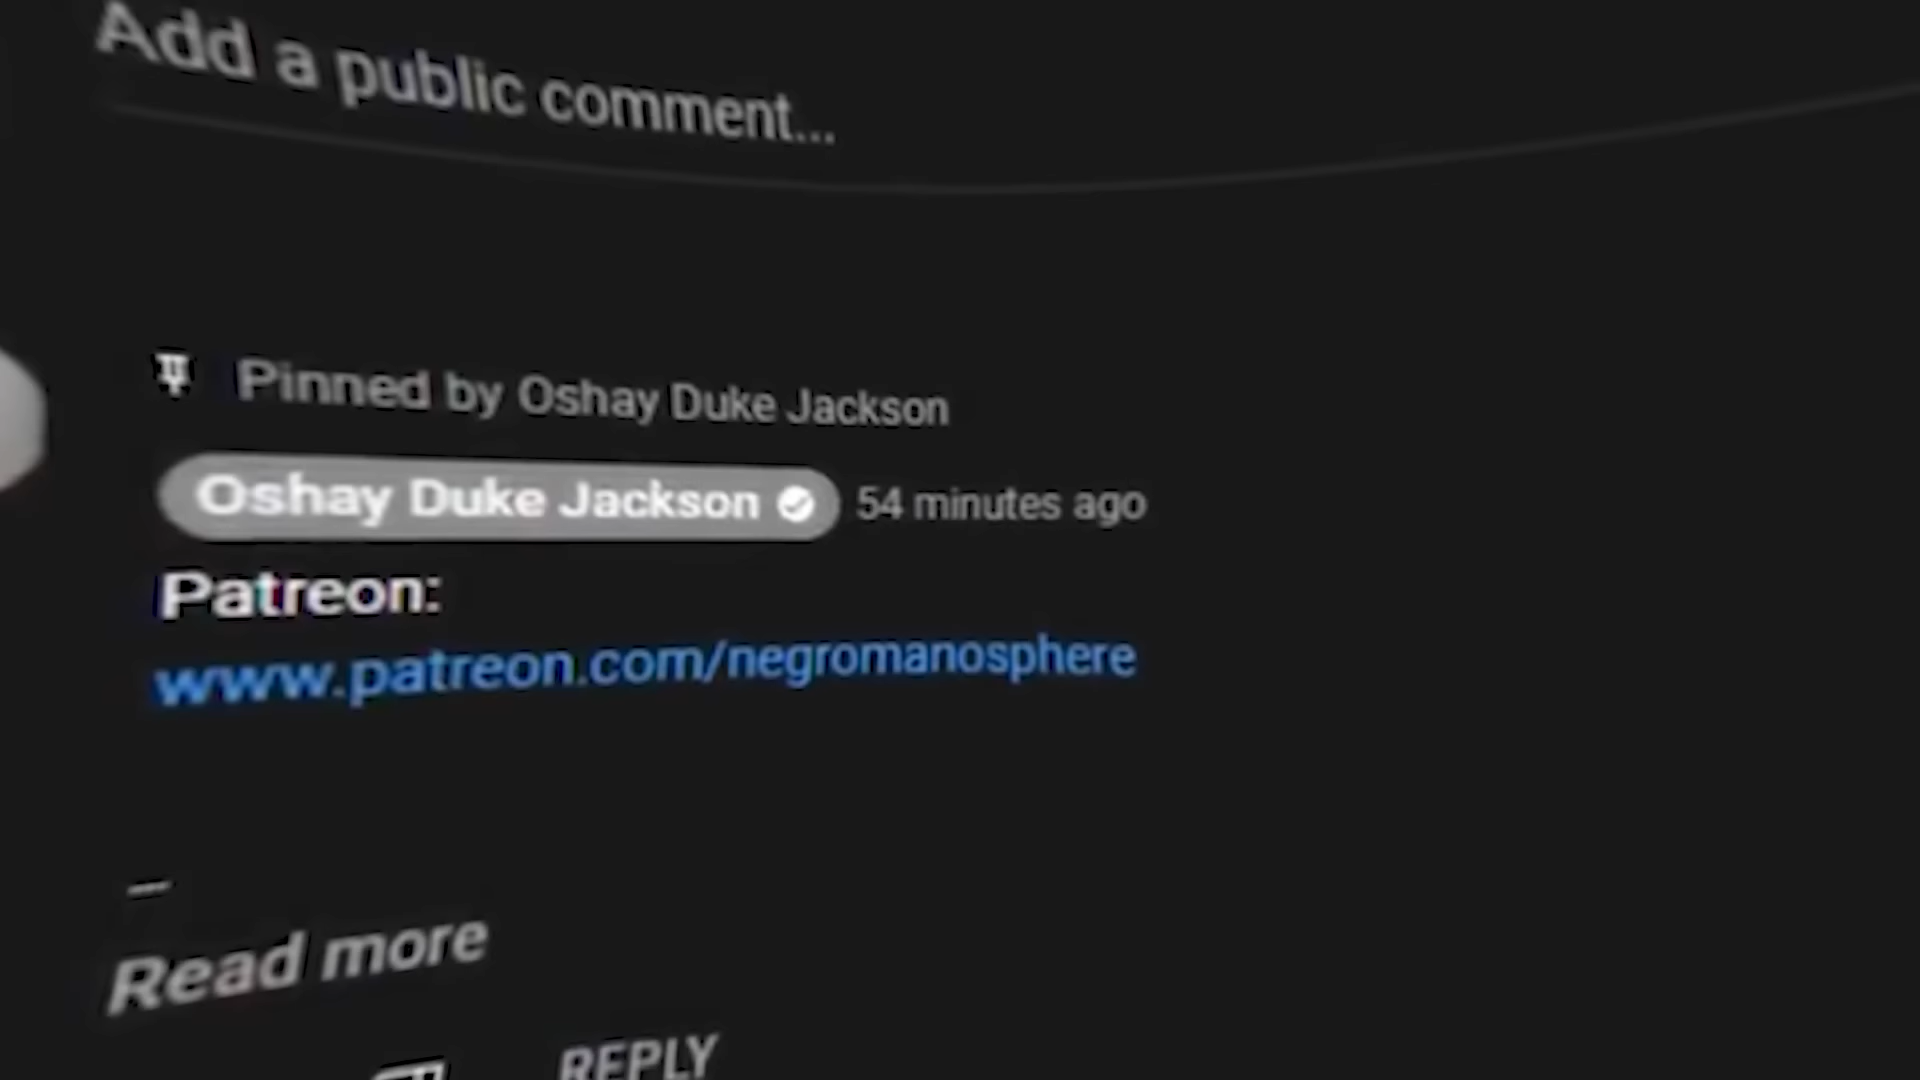 Add a public comment...
Pinned by Oshay Duke Jackson
Oshay Duke Jackson 54 minutes ago
Patreon:
www.patreon.com/negromanosphere
–
Read more
REPLY